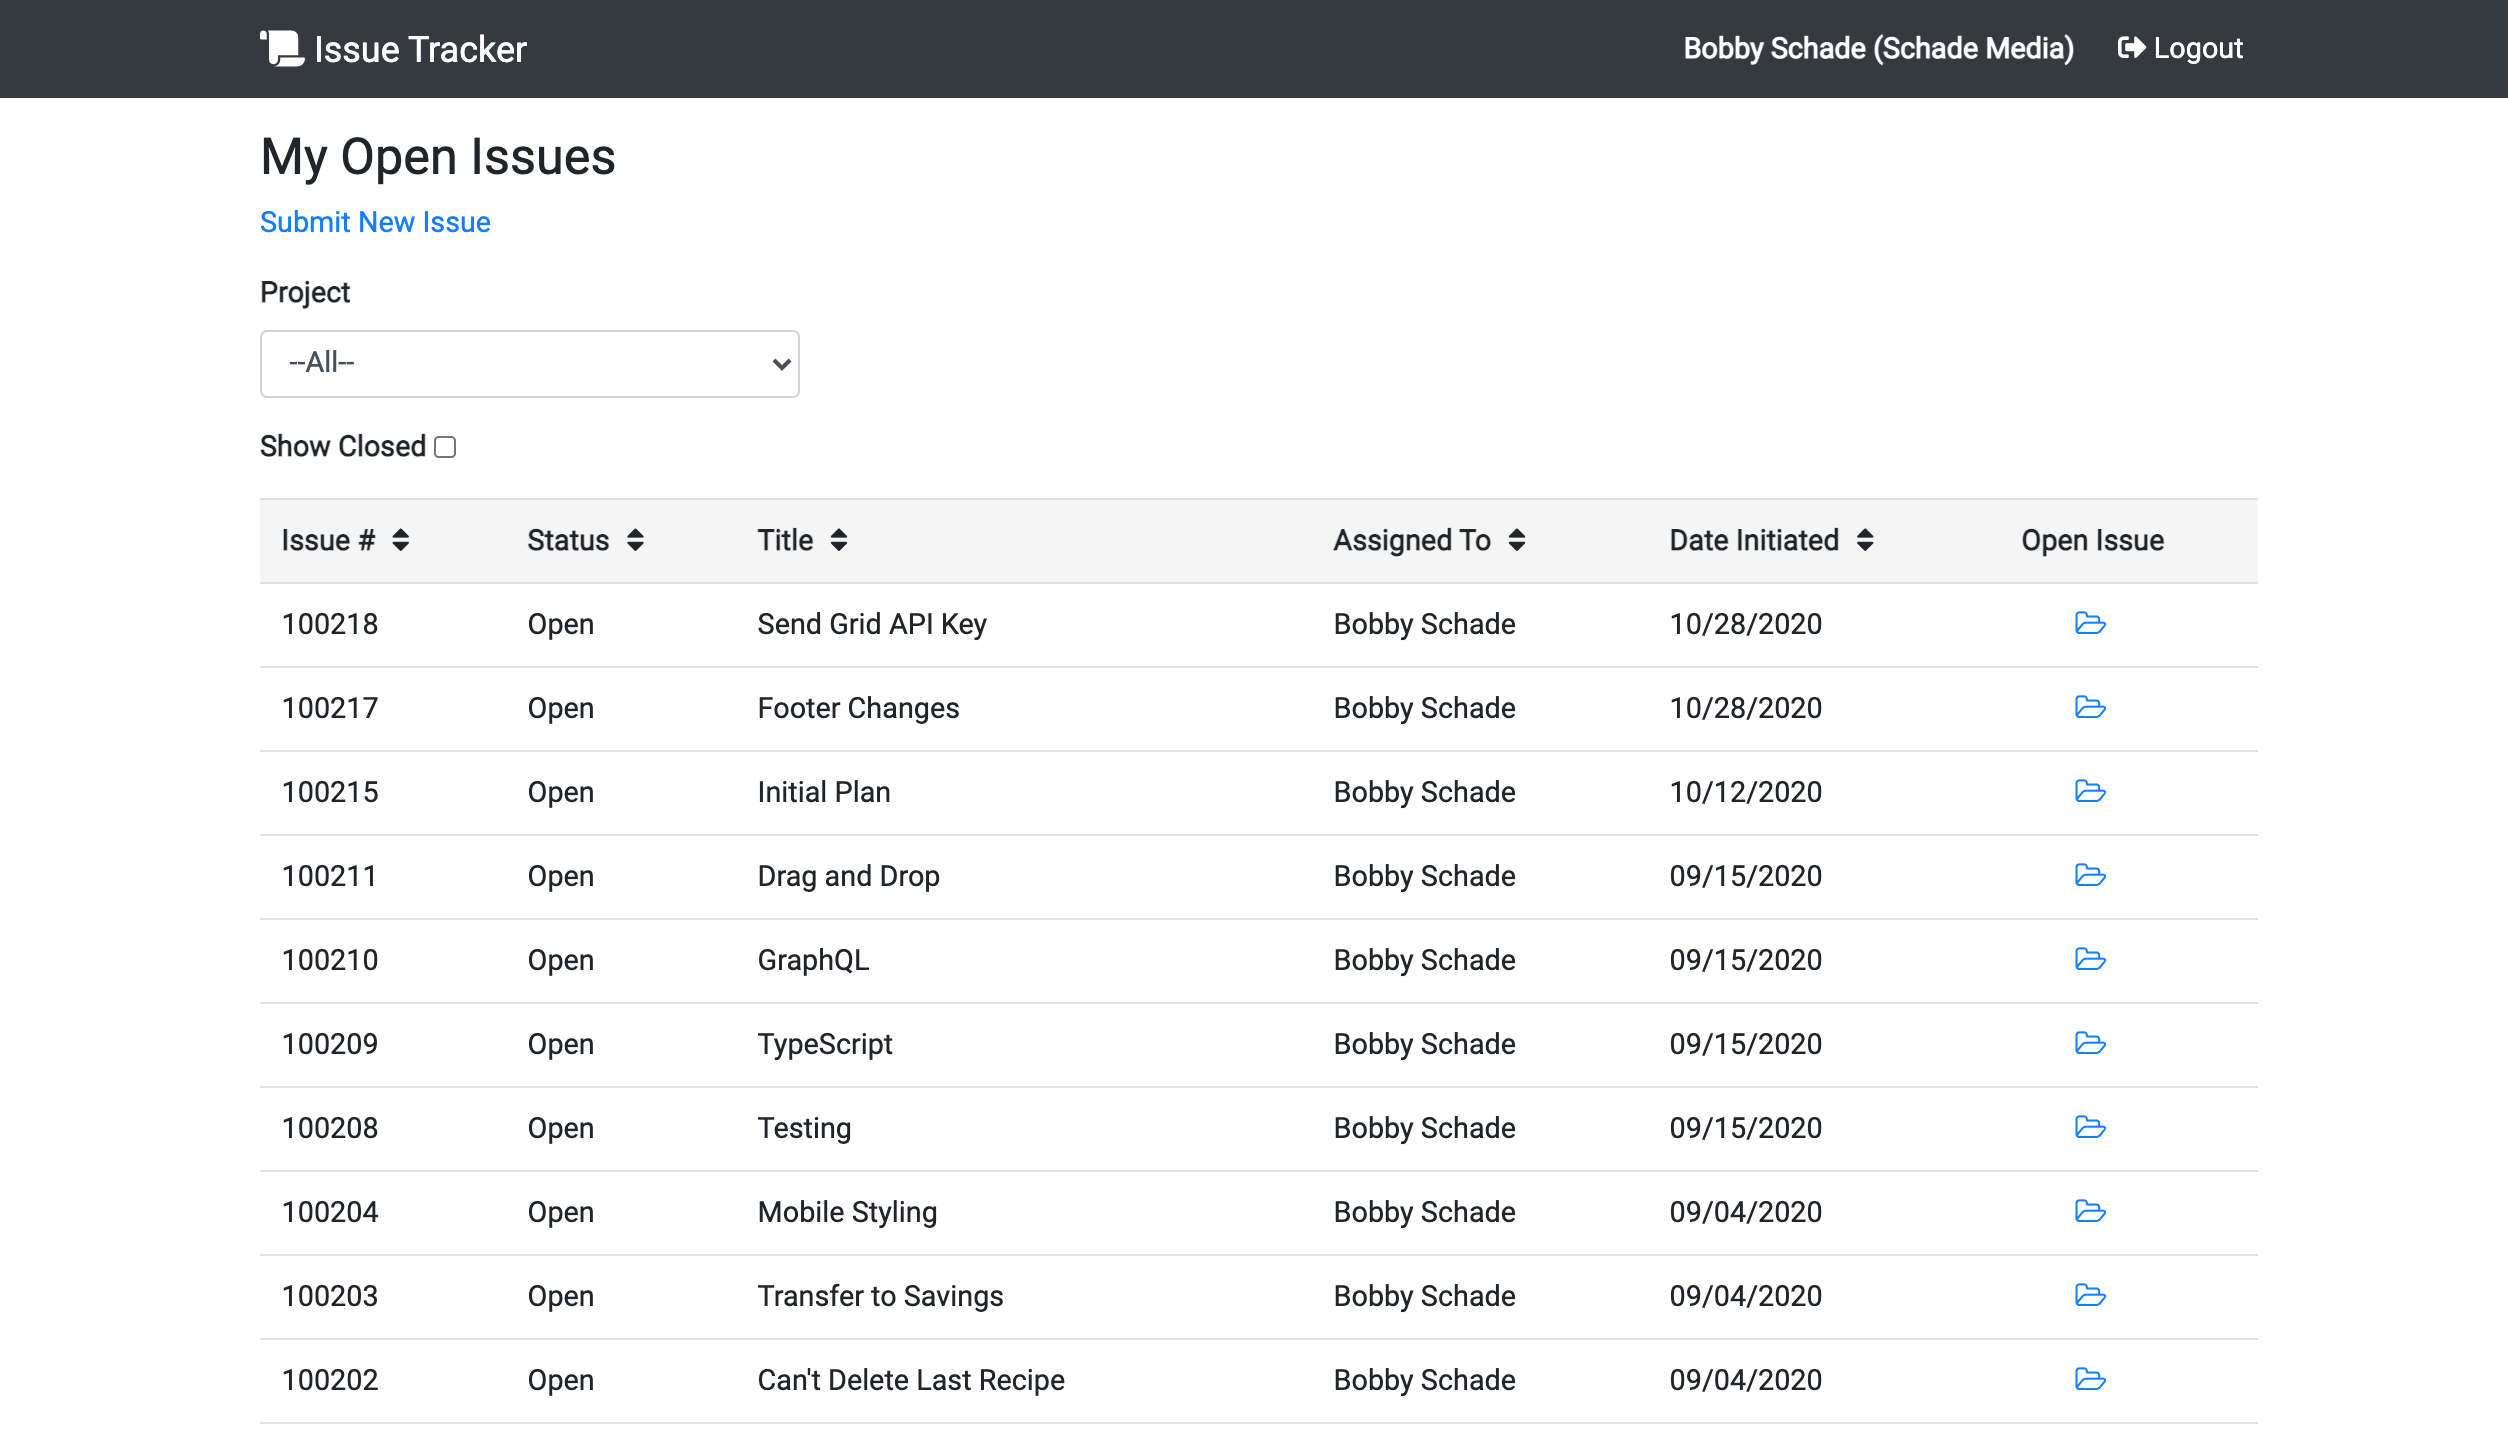 Issue Tracker
Bobby Schade (Schade Media) Logout
My Open Issues
Submit New Issue
Project
--All--
Show Closed
Issue # Status Title Assigned To Date Initiated Open Issue
100218 Open Send Grid API Key Bobby Schade 10/28/2020
100217 Open Footer Changes Bobby Schade 10/28/2020
100215 Open Initial Plan Bobby Schade 10/12/2020
100211 Open Drag and Drop Bobby Schade 09/15/2020
100210 Open GraphQL Bobby Schade 09/15/2020
100209 Open TypeScript Bobby Schade 09/15/2020
100208 Open Testing Bobby Schade 09/15/2020
100204 Open Mobile Styling Bobby Schade 09/04/2020
100203 Open Transfer to Savings Bobby Schade 09/04/2020
100202 Open Can't Delete Last Recipe Bobby Schade 09/04/2020